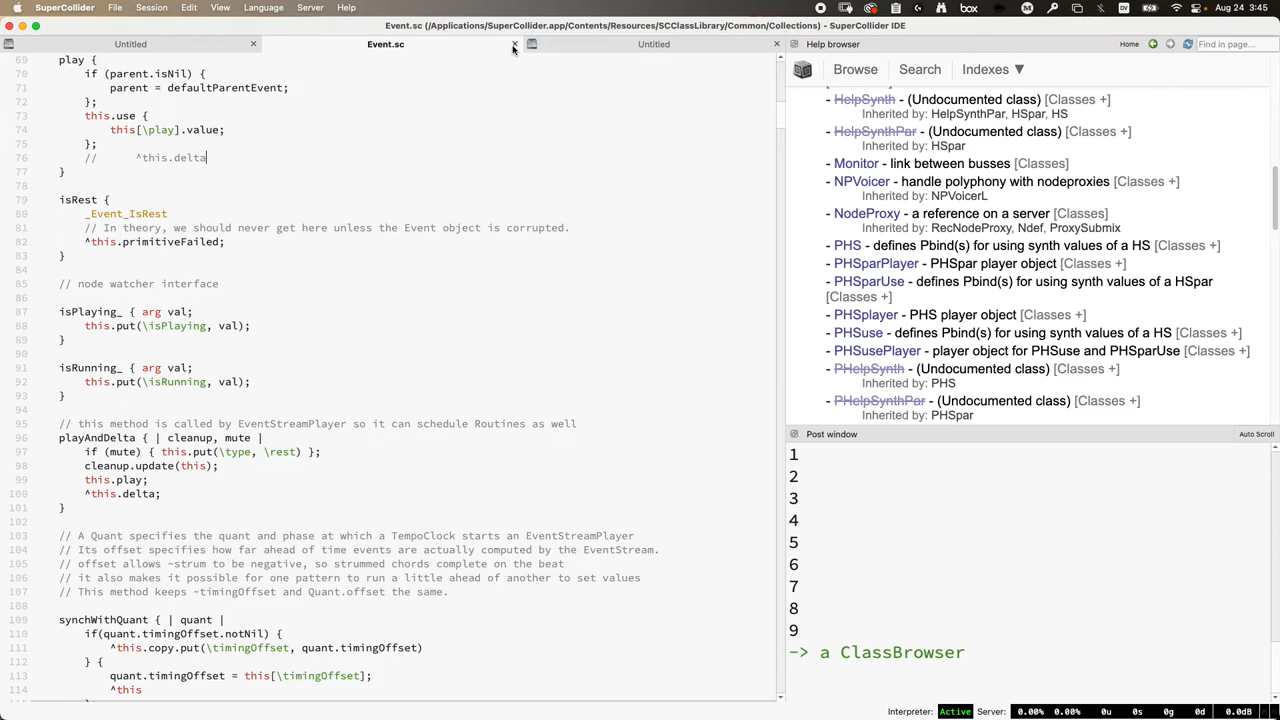 SuperCollider File Edit Session View Go Language Server Help box DV Sat Aug 3 3:45
Event.sc (/Applications/SuperCollider.app/Contents/Resources/SCClassLibrary/Common/Collections) - SuperCollider IDE
Untitled
Event.sc
Untitled
Help browser
Home
Find in page...
Browse Search Indexes ▼
69 play {
70 if (parent.isNil) {
71 parent = defaultParentEvent;
72 };
73 this.use {
74 this[\play].value;
75 };
76 // ^this.delta
77 }
78
79 isRest {
80 _Event_IsRest
81 // In theory, we should never get here unless the Event object is corrupted.
82 ^this.primitiveFailed;
83 }
84
85 // node watcher interface
86
87 isPlaying_ { arg val;
88 this.put(\isPlaying, val);
89 }
90
91 isRunning_ { arg val;
92 this.put(\isRunning, val);
93 }
94
95 // this method is called by EventStreamPlayer so it can schedule Routines as well
96 playAndDelta { | cleanup, mute |
97 if (mute) { this.put(\type, \rest) };
98 cleanup.update(this);
99 this.play;
100 ^this.delta;
101 }
102
103 // A Quant specifies the quant and phase at which a TempoClock starts an EventStreamPlayer
104 // Its offset specifies how far ahead of time events are actually computed by the EventStream.
105 // offset allows ~strum to be negative, so strummed chords complete on the beat
106 // it also makes it possible for one pattern to run a little ahead of another to set values
107 // This method keeps ~timingOffset and Quant.offset the same.
108
109 synchWithQuant { | quant |
110 if(quant.timingOffset.notNil) {
111 ^this.copy.put(\timingOffset, quant.timingOffset)
112 } {
113 quant.timingOffset = this[\timingOffset];
114 ^this
- HelpSynth - (Undocumented class) [Classes +]
Inherited by: HelpSynthPar, HSpar, HS
- HelpSynthPar - (Undocumented class) [Classes +]
Inherited by: HSpar
- Monitor - link between busses [Classes]
- NPVoicer - handle polyphony with nodeproxies [Classes +]
Inherited by: NPVoicerL
- NodeProxy - a reference on a server [Classes]
Inherited by: RecNodeProxy, Ndef, ProxySubmix
- PHS - defines Pbind(s) for using synth values of a HS [Classes +]
- PHSparPlayer - PHSpar player object [Classes +]
- PHSparUse - defines Pbind(s) for using synth values of a HSpar
[Classes +]
- PHSplayer - PHS player object [Classes +]
- PHSuse - defines Pbind(s) for using synth values of a HS [Classes +]
- PHSusePlayer - player object for PHSuse and PHSparUse [Classes +]
- PHelpSynth - (Undocumented class) [Classes +]
Inherited by: PHS
- PHelpSynthPar - (Undocumented class) [Classes +]
Inherited by: PHSpar
Post window
Auto Scroll
1
2
3
4
5
6
7
8
9
-> a ClassBrowser
Interpreter: Active Server: 0.00% 0.00% 0u 0s 0g 0d 0.0dB